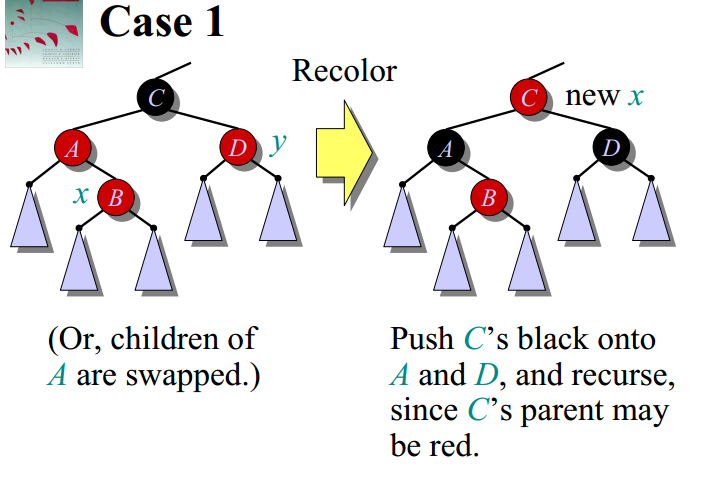 Case 1
Recolor
C
A
D
y
x
B
C
new x
A
D
B
(Or, children of
A are swapped.)
Push C’s black onto
A and D, and recurse,
since C’s parent may
be red.